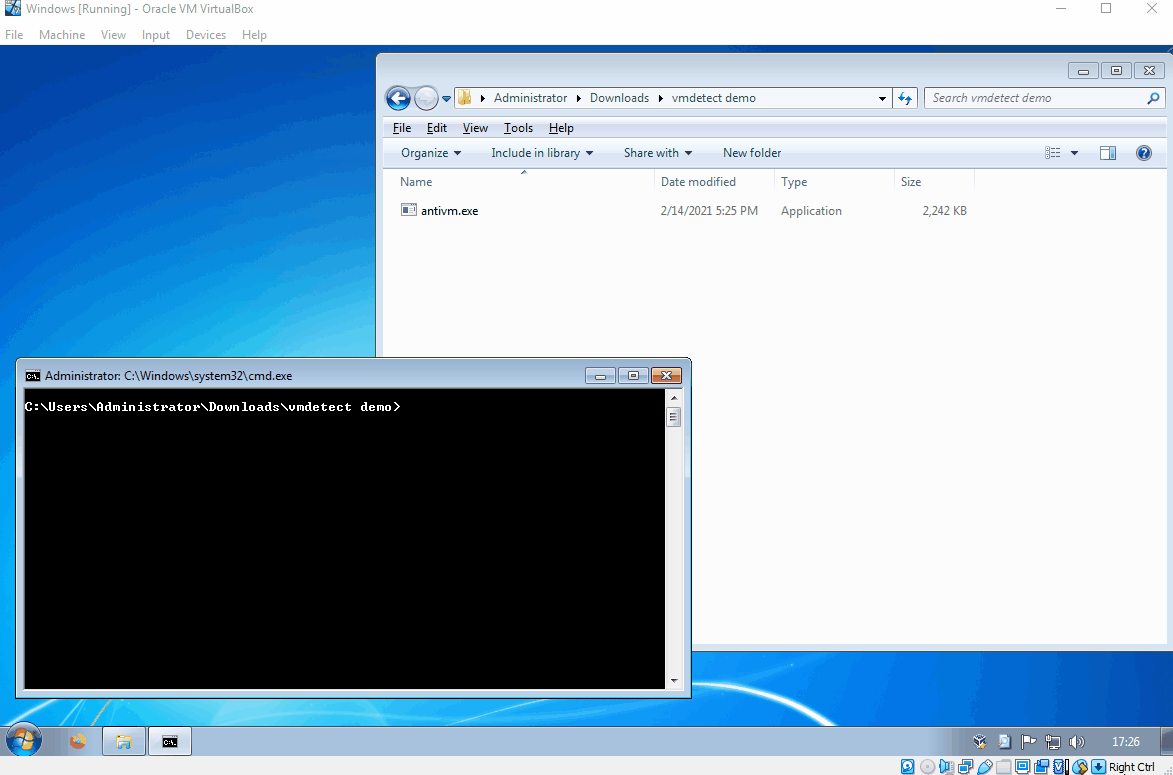 Windows [Running] - Oracle VM VirtualBox
File Machine View Input Devices Help
Administrator Downloads vmdetect demo
Search vmdetect demo
File Edit View Tools Help
Organize Include in library Share with New folder
Name Date modified Type Size
antivm.exe 2/14/2021 5:25 PM Application 2,242 KB
Administrator: C:\Windows\system32\cmd.exe
C:\Users\Administrator\Downloads\vmdetect demo>
17:26
Right Ctrl